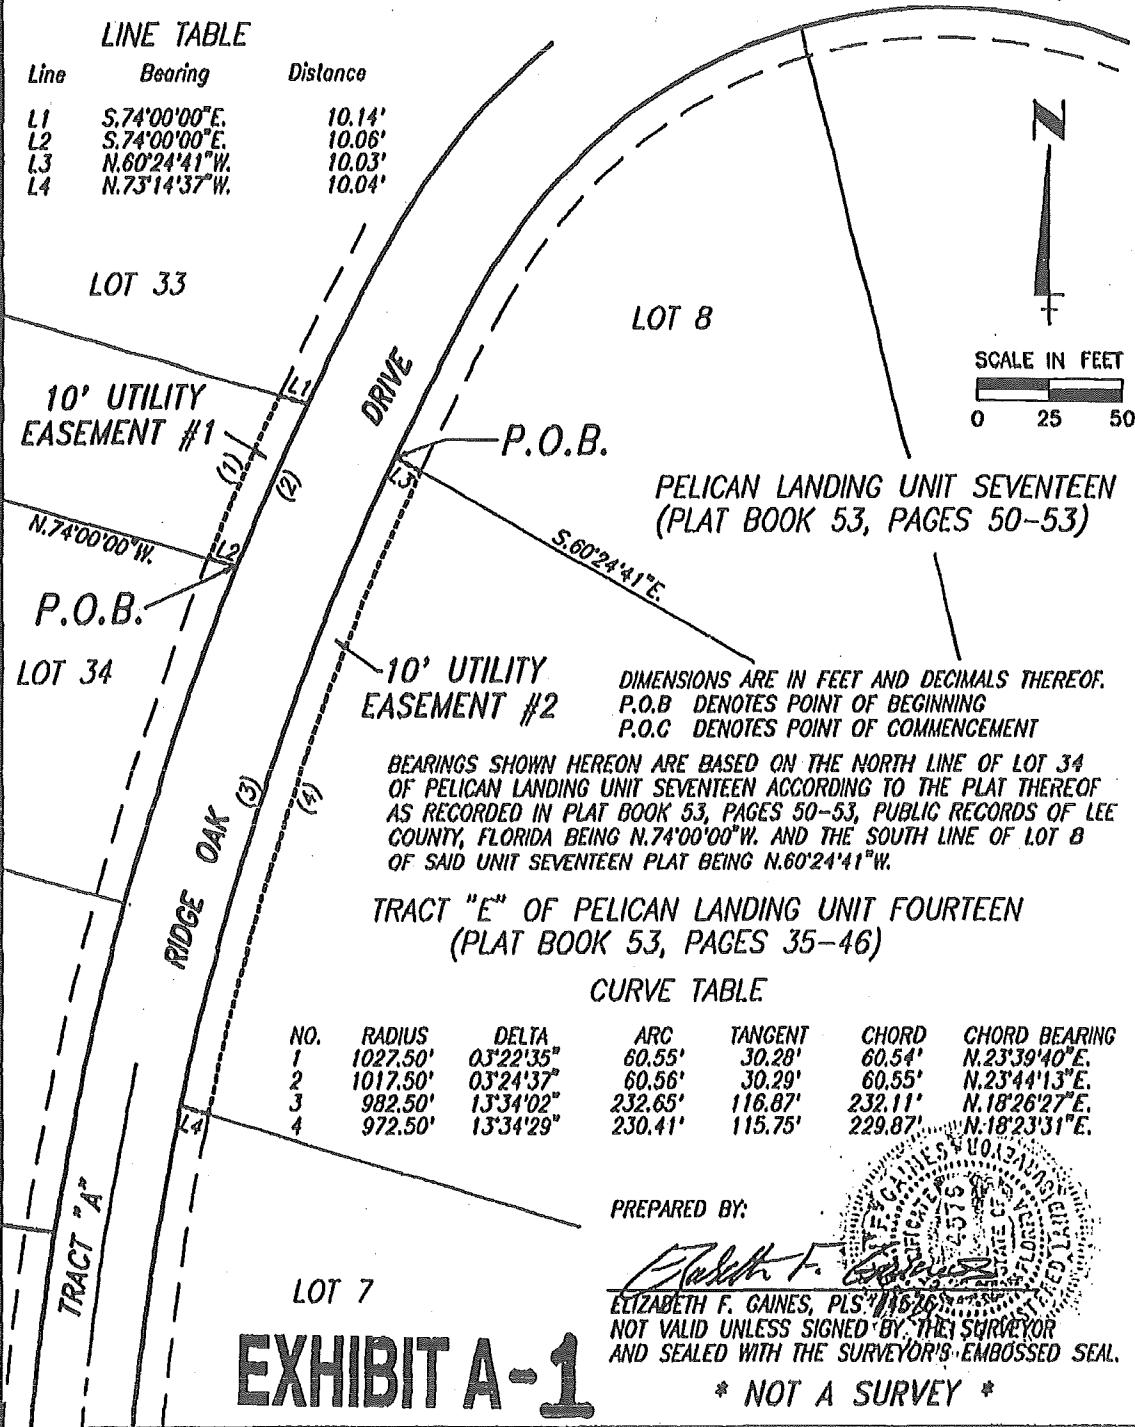 LINE TABLE
Line Bearing Distance
L1 S.74°00'00"E. 10.14'
L2 S.74°00'00"E. 10.06'
L3 N.60°24'41"W. 10.03'
L4 N.73°14'37"W. 10.04'
N
LOT 33
LOT 8
SCALE IN FEET
0 25 50
DRIVE
L1
10' UTILITY
EASEMENT #1
(1)
(2)
P.O.B.
L3
PELICAN LANDING UNIT SEVENTEEN
(PLAT BOOK 53, PAGES 50-53)
N.74°00'00"W.
L2
S.60°24'41"E.
P.O.B.
LOT 34
10' UTILITY
EASEMENT #2
DIMENSIONS ARE IN FEET AND DECIMALS THEREOF.
P.O.B DENOTES POINT OF BEGINNING
P.O.C DENOTES POINT OF COMMENCEMENT
BEARINGS SHOWN HEREON ARE BASED ON THE NORTH LINE OF LOT 34
OF PELICAN LANDING UNIT SEVENTEEN ACCORDING TO THE PLAT THEREOF
AS RECORDED IN PLAT BOOK 53, PAGES 50-53, PUBLIC RECORDS OF LEE
COUNTY, FLORIDA BEING N.74°00'00"W. AND THE SOUTH LINE OF LOT 8
OF SAID UNIT SEVENTEEN PLAT BEING N.60°24'41"W.
(3)
(4)
RIDGE OAK
TRACT "E" OF PELICAN LANDING UNIT FOURTEEN
(PLAT BOOK 53, PAGES 35-46)
CURVE TABLE
NO. RADIUS DELTA ARC TANGENT CHORD CHORD BEARING
1 1027.50' 03°22'35" 60.55' 30.28' 60.54' N.23°39'40"E.
2 1017.50' 03°24'37" 60.56' 30.29' 60.55' N.23°44'13"E.
3 982.50' 13°34'02" 232.65' 116.87' 232.11' N.18°26'27"E.
4 972.50' 13°34'29" 230.41' 115.75' 229.87' N.18°23'31"E.
L4
TRACT "A"
PREPARED BY:
Elizabeth F. Gaines
ELIZABETH F. GAINES, PLS
NOT VALID UNLESS SIGNED BY THE SURVEYOR
AND SEALED WITH THE SURVEYOR'S EMBOSSED SEAL.
LOT 7
EXHIBIT A-1
* NOT A SURVEY *